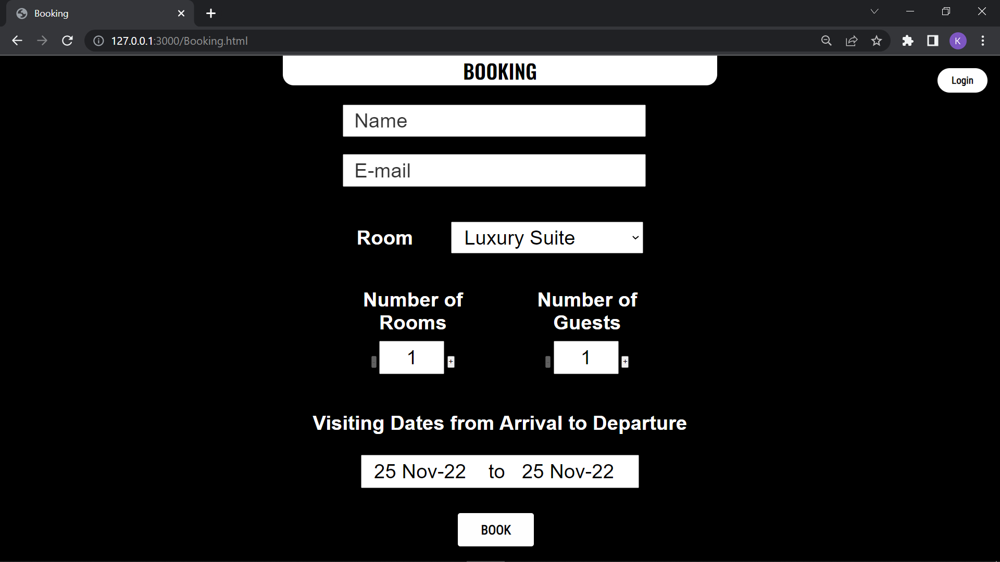 Booking
127.0.0.1:3000/Booking.html
K
BOOKING
Login
Name
E-mail
Room
Luxury Suite
Number of
Rooms
- 1 +
Number of
Guests
- 1 +
Visiting Dates from Arrival to Departure
25 Nov-22 to 25 Nov-22
BOOK